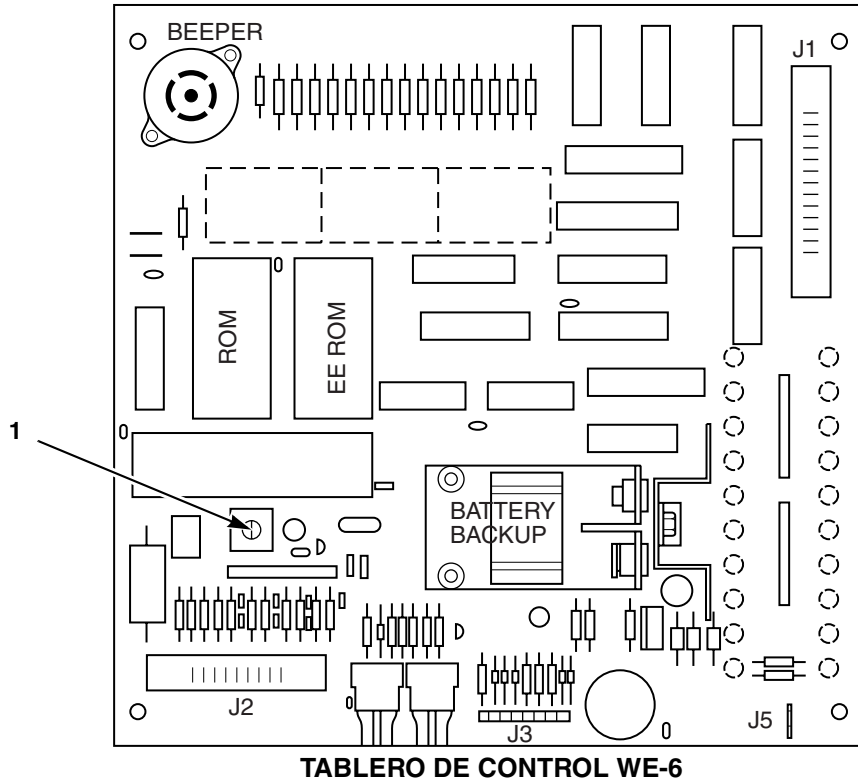 BEEPER
J1
ROM
EE ROM
1
BATTERY
BACKUP
J2
J3
J5
TABLERO DE CONTROL WE-6